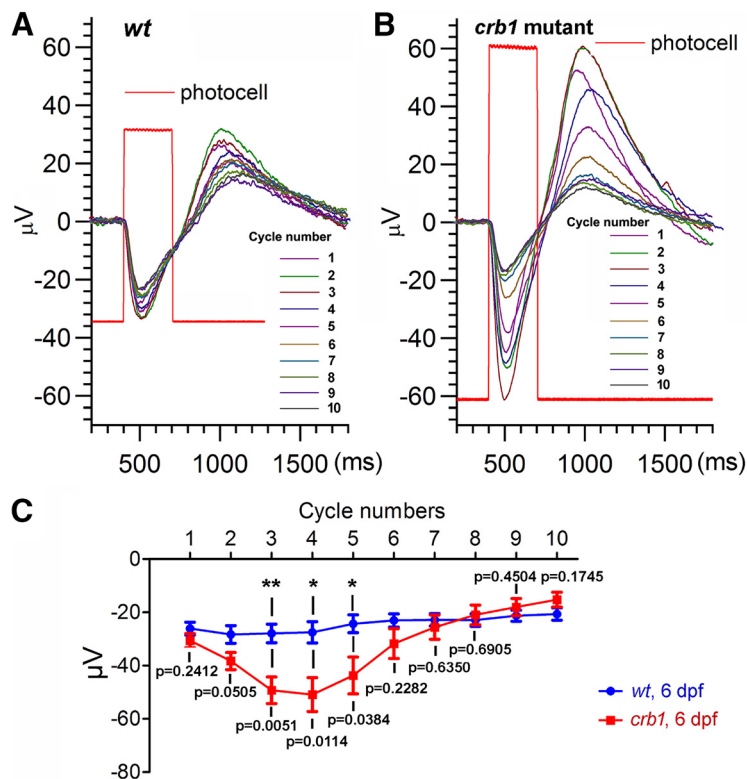 A
wt
photocell
μV
60
40
20
0
-20
-40
-60
Cycle number
1
2
3
4
5
6
7
8
9
10
500 1000 1500 (ms)
B
crb1 mutant
photocell
μV
60
40
20
0
-20
-40
-60
Cycle number
1
2
3
4
5
6
7
8
9
10
500 1000 1500 (ms)
C
Cycle numbers
1 2 3 4 5 6 7 8 9 10
μV
0
-20
-40
-60
-80
** * *
p=0.2412
p=0.0505
p=0.0051
p=0.0114
p=0.0384
p=0.2282
p=0.6350
p=0.6905
p=0.4504 p=0.1745
wt, 6 dpf
crb1, 6 dpf